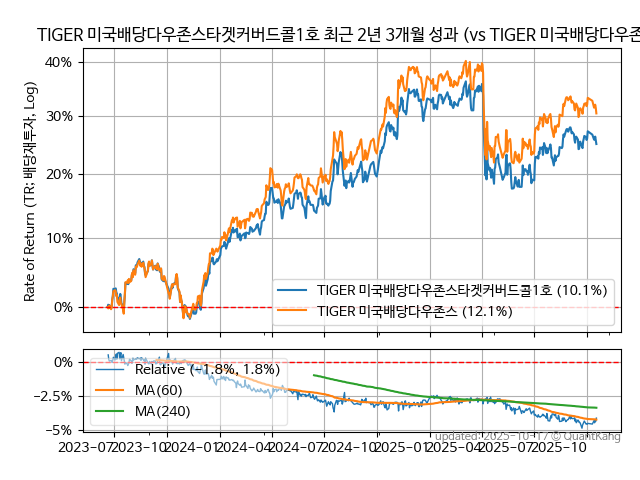 TIGER 미국배당다우존스타겟커버드콜1호 최근 2년 3개월 성과 (vs TIGER 미국배당다우존
Rate of Return (TR: 배당재투자, Log)
40%
30%
20%
10%
0%
TIGER 미국배당다우존스타겟커버드콜1호 (10.1%)
TIGER 미국배당다우존스 (12.1%)
0%
−2.5%
−5%
Relative (−1.8%, 1.8%)
MA(60)
MA(240)
2023-07 2023-10 2024-01 2024-04 2024-07 2024-10 2025-01 2025-04 2025-07 2025-10
updated: 2025-10-17 © QuantKang